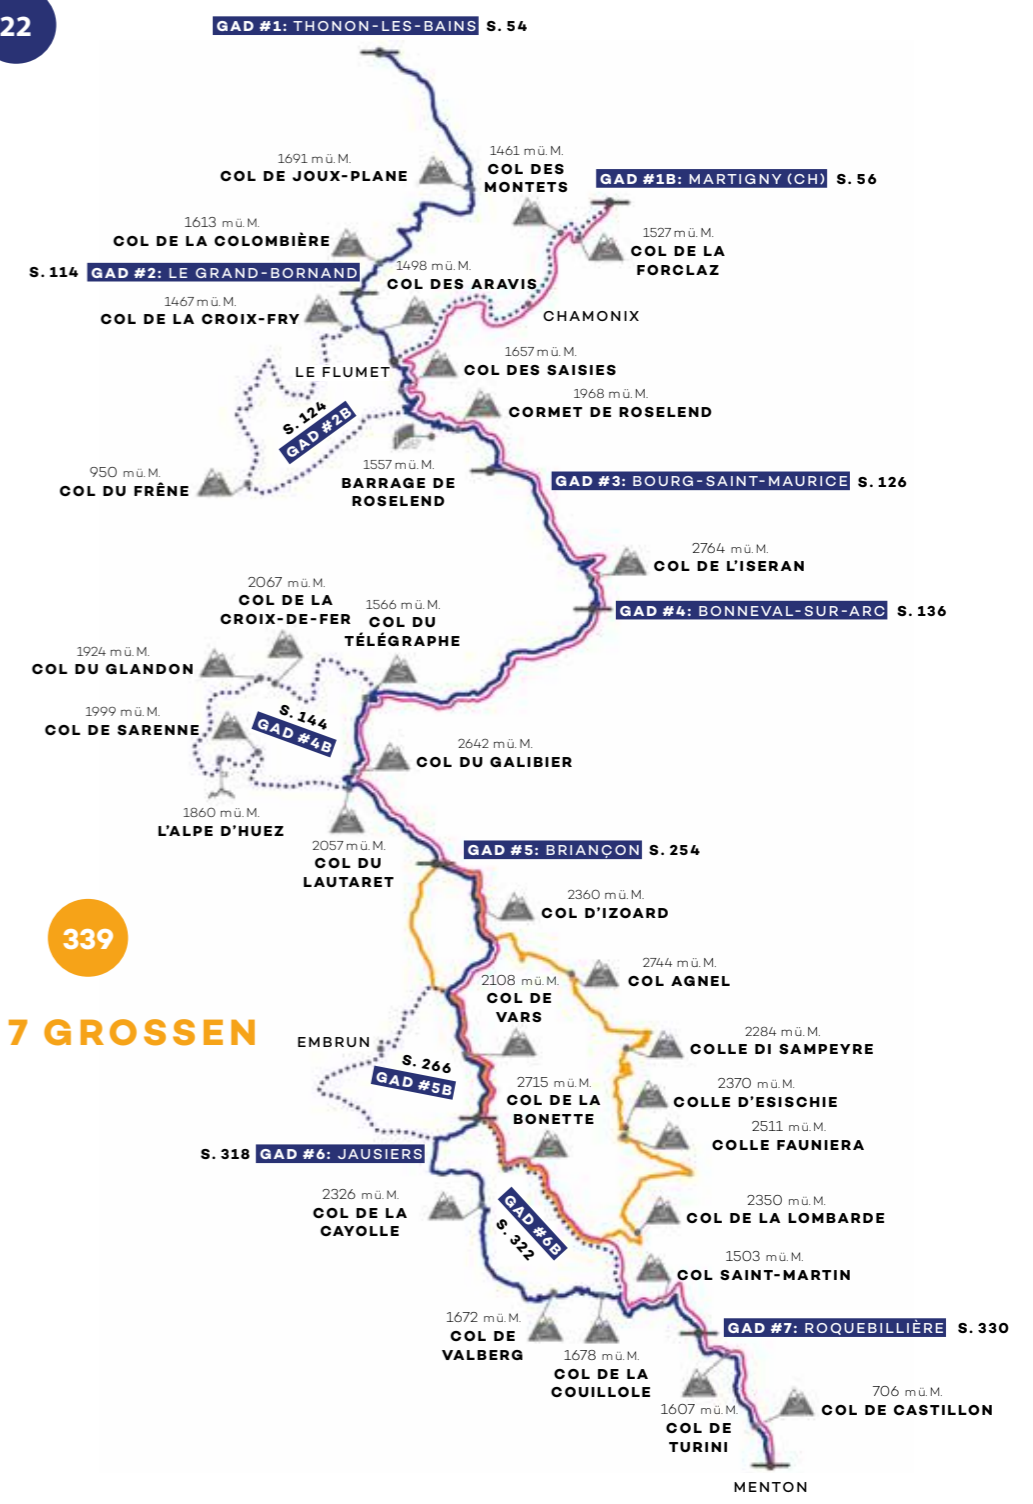 22
GAD #1: THONON-LES-BAINS S. 54
1691 mü.M.
COL DE JOUX-PLANE
1461 mü.M.
COL DES
MONTETS
GAD #1B: MARTIGNY (CH) S. 56
1613 mü.M.
COL DE LA COLOMBIÈRE
1527 mü.M.
COL DE LA
FORCLAZ
S. 114 GAD #2: LE GRAND-BORNAND
1498 mü.M.
COL DES ARAVIS
1467 mü.M.
COL DE LA CROIX-FRY
CHAMONIX
LE FLUMET
1657 mü.M.
COL DES SAISIES
1968 mü.M.
CORMET DE ROSELEND
S. 124
GAD #2B
950 mü.M.
COL DU FRÊNE
1557 mü.M.
BARRAGE DE
ROSELEND
GAD #3: BOURG-SAINT-MAURICE S. 126
2764 mü.M.
COL DE L'ISERAN
2067 mü.M.
COL DE LA
CROIX-DE-FER
1566 mü.M.
COL DU
TÉLÉGRAPHE
GAD #4: BONNEVAL-SUR-ARC S. 136
1924 mü.M.
COL DU GLANDON
S. 144
GAD #4B
1999 mü.M.
COL DE SARENNE
2642 mü.M.
COL DU GALIBIER
1860 mü.M.
L'ALPE D'HUEZ
2057 mü.M.
COL DU
LAUTARET
GAD #5: BRIANÇON S. 254
2360 mü.M.
COL D'IZOARD
339
7 GROSSEN
2744 mü.M.
COL AGNEL
2108 mü.M.
COL DE
VARS
EMBRUN
2284 mü.M.
COLLE DI SAMPEYRE
S. 266
GAD #5B
2715 mü.M.
COL DE LA
BONETTE
2370 mü.M.
COLLE D'ESISCHIE
2511 mü.M.
COLLE FAUNIERA
S. 318 GAD #6: JAUSIERS
2326 mü.M.
COL DE LA
CAYOLLE
GAD #6B
S. 322
2350 mü.M.
COL DE LA LOMBARDE
1503 mü.M.
COL SAINT-MARTIN
1672 mü.M.
COL DE
VALBERG
GAD #7: ROQUEBILLIÈRE S. 330
1678 mü.M.
COL DE LA
COUILLOLE
1607 mü.M.
COL DE
TURINI
706 mü.M.
COL DE CASTILLON
MENTON